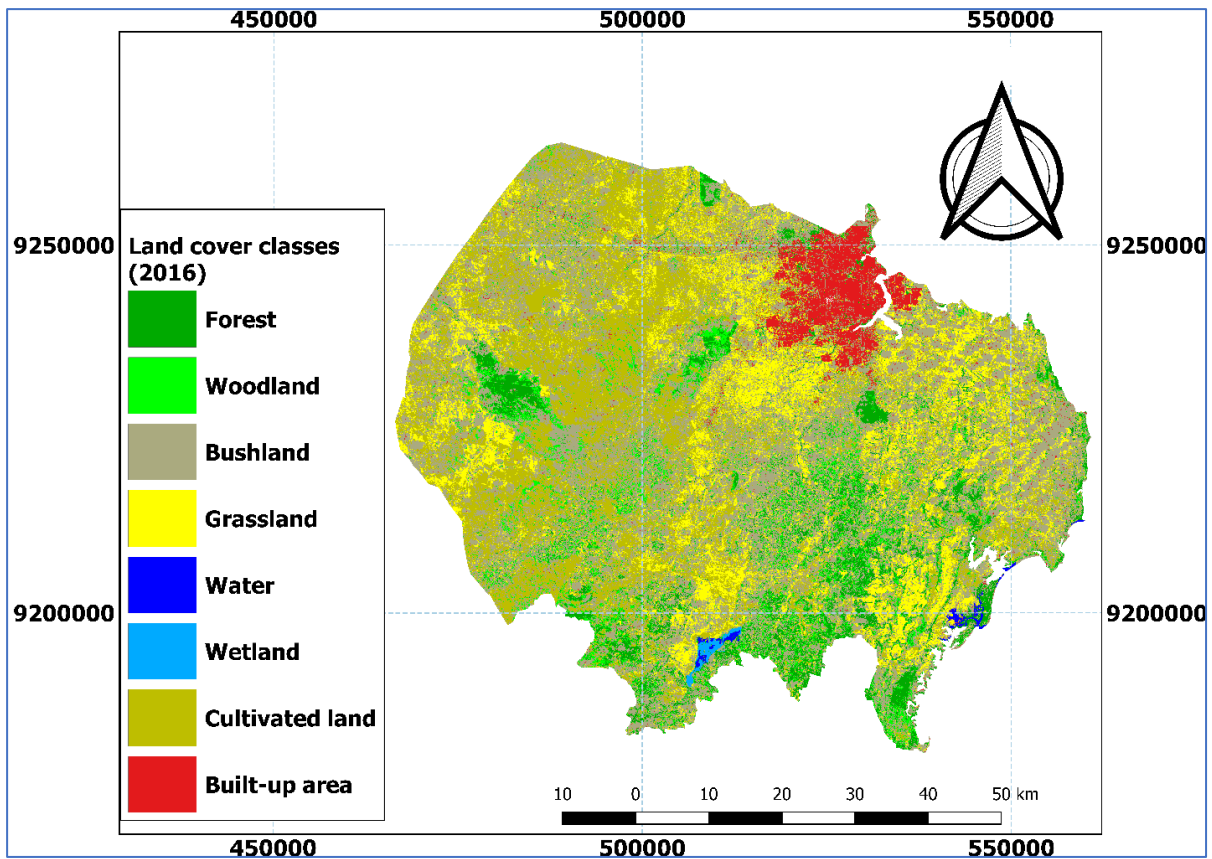 450000 500000 550000
9250000 9250000
Land cover classes
(2016)
Forest
Woodland
Bushland
Grassland
Water
Wetland
Cultivated land
Built-up area
9200000 9200000
10 0 10 20 30 40 50 km
450000 500000 550000